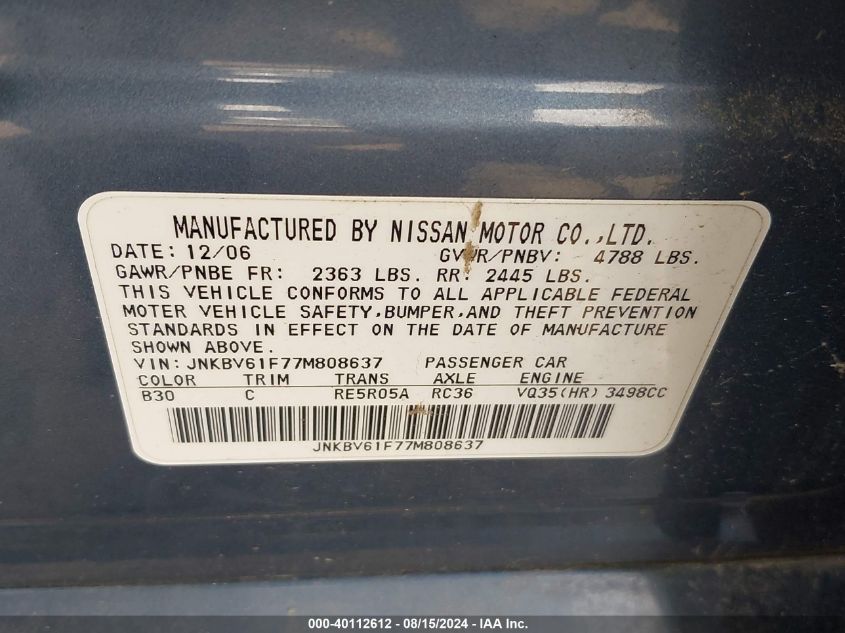 MANUFACTURED BY NISSAN MOTOR CO.,LTD.
DATE: 12/06 GVWR/PNBV: 4788 LBS.
GAWR/PNBE FR: 2363 LBS. RR: 2445 LBS.
THIS VEHICLE CONFORMS TO ALL APPLICABLE FEDERAL
MOTOR VEHICLE SAFETY,BUMPER,AND THEFT PREVENTION
STANDARDS IN EFFECT ON THE DATE OF MANUFACTURE
SHOWN ABOVE.
VIN: JNKBV61F77M808637 PASSENGER CAR
COLOR TRIM TRANS AXLE ENGINE
B30 C RE5R05A RC36 VQ35(HR) 3498CC
JNKBV61F77M808637
000-40112612 - 08/15/2024 - IAA Inc.